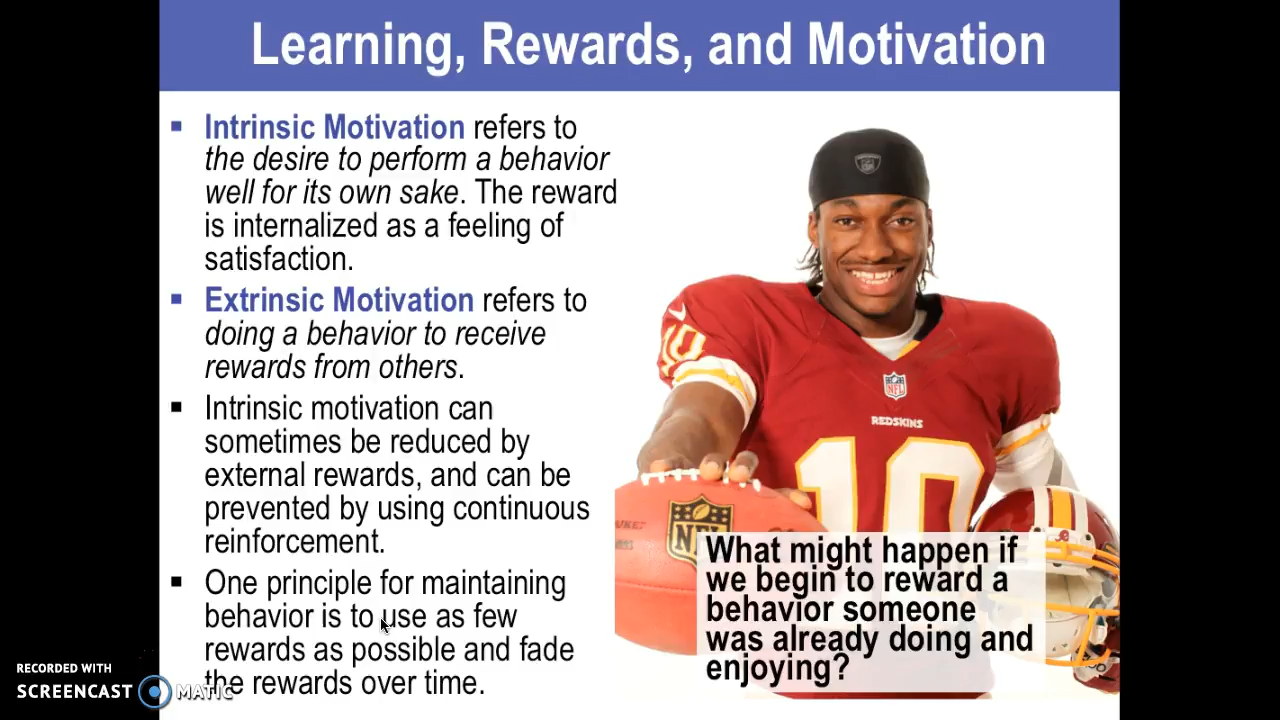 Learning, Rewards, and Motivation
Intrinsic Motivation refers to
the desire to perform a behavior
well for its own sake. The reward
is internalized as a feeling of
satisfaction.
Extrinsic Motivation refers to
doing a behavior to receive
rewards from others.
Intrinsic motivation can
sometimes be reduced by
external rewards, and can be
prevented by using continuous
reinforcement.
One principle for maintaining
behavior is to use as few
rewards as possible and fade
the rewards over time.
10
NFL
REDSKINS
10
NFL
What might happen if
we begin to reward a
behavior someone
was already doing and
enjoying?
RECORDED WITH
SCREENCAST MATIC